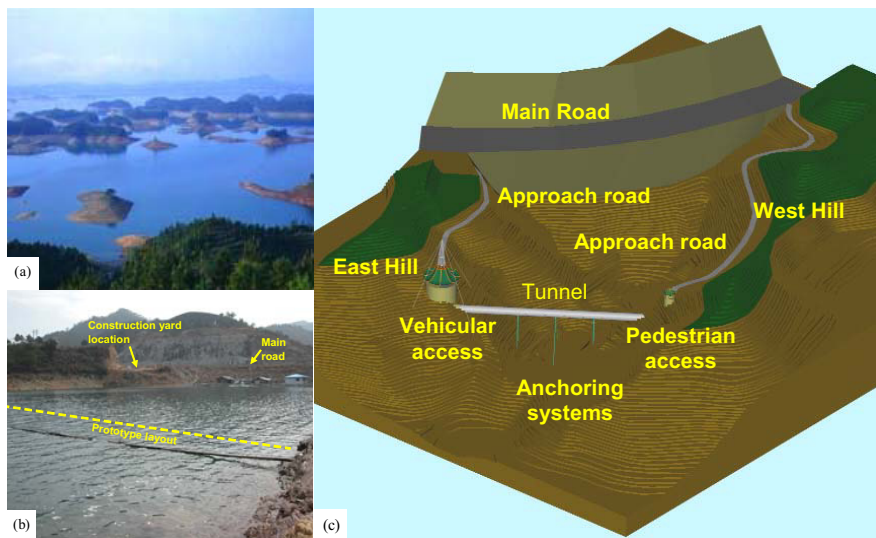 (a)
Construction yard
location
Main
road
Prototype layout
(b)
Main Road
Approach road
West Hill
Approach road
East Hill
Tunnel
Vehicular
access
Pedestrian
access
Anchoring
systems
(c)